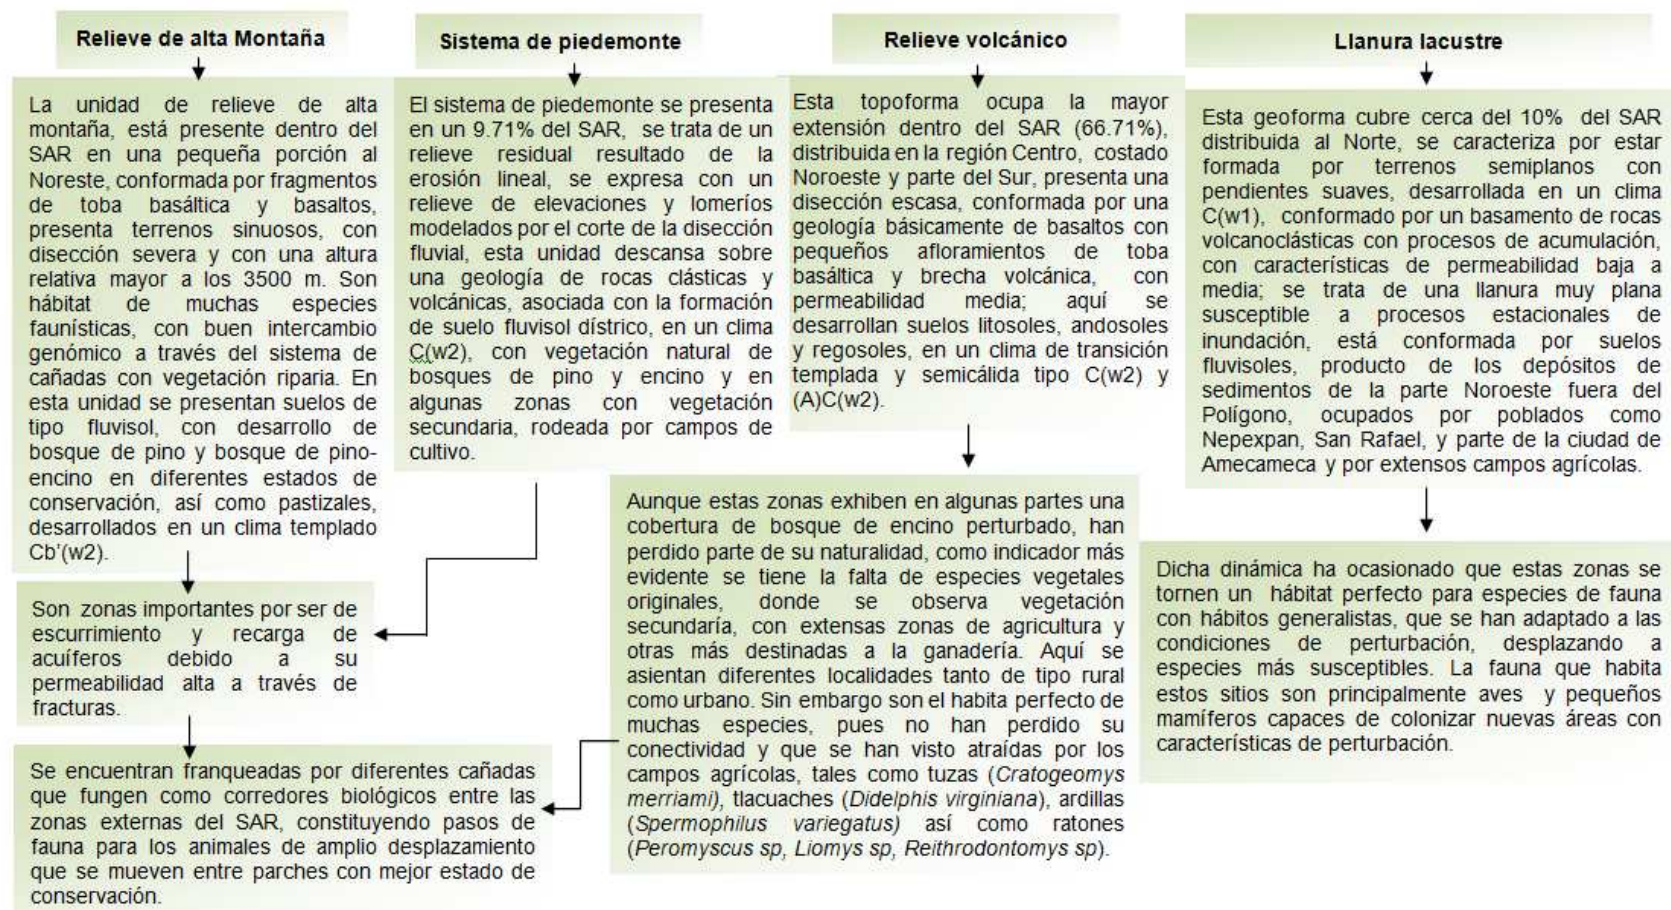 Relieve de alta Montaña
La unidad de relieve de alta
montaña, está presente dentro del
SAR en una pequeña porción al
Noreste, conformada por fragmentos
de toba basáltica y basaltos,
presenta terrenos sinuosos, con
disección severa y con una altura
relativa mayor a los 3500 m. Son
hábitat de muchas especies
faunísticas, con buen intercambio
genómico a través del sistema de
cañadas con vegetación riparia. En
esta unidad se presentan suelos de
tipo fluvisol, con desarrollo de
bosque de pino y bosque de pino-
encino en diferentes estados de
conservación, así como pastizales,
desarrollados en un clima templado
Cb'(w2).
Son zonas importantes por ser de
escurrimiento y recarga de
acuíferos debido a su
permeabilidad alta a través de
fracturas.
Se encuentran franqueadas por diferentes cañadas
que fungen como corredores biológicos entre las
zonas externas del SAR, constituyendo pasos de
fauna para los animales de amplio desplazamiento
que se mueven entre parches con mejor estado de
conservación.
Sistema de piedemonte
El sistema de piedemonte se presenta
en un 9.71% del SAR, se trata de un
relieve residual resultado de la
erosión lineal, se expresa con un
relieve de elevaciones y lomeríos
modelados por el corte de la disección
fluvial, esta unidad descansa sobre
una geología de rocas clásticas y
volcánicas, asociada con la formación
de suelo fluvisol dístrico, en un clima
C(w2), con vegetación natural de
bosques de pino y encino y en
algunas zonas con vegetación
secundaria, rodeada por campos de
cultivo.
Relieve volcánico
Esta topoforma ocupa la mayor
extensión dentro del SAR (66.71%),
distribuida en la región Centro, costado
Noroeste y parte del Sur, presenta una
disección escasa, conformada por una
geología básicamente de basaltos con
pequeños afloramientos de toba
basáltica y brecha volcánica, con
permeabilidad media; aquí se
desarrollan suelos litosoles, andosoles
y regosoles, en un clima de transición
templada y semicálida tipo C(w2) y
(A)C(w2).
Aunque estas zonas exhiben en algunas partes una
cobertura de bosque de encino perturbado, han
perdido parte de su naturalidad, como indicador más
evidente se tiene la falta de especies vegetales
originales, donde se observa vegetación
secundaría, con extensas zonas de agricultura y
otras más destinadas a la ganadería. Aquí se
asientan diferentes localidades tanto de tipo rural
como urbano. Sin embargo son el habita perfecto de
muchas especies, pues no han perdido su
conectividad y que se han visto atraídas por los
campos agrícolas, tales como tuzas (Cratogeomys
merriami), tlacuaches (Didelphis virginiana), ardillas
(Spermophilus variegatus) así como ratones
(Peromyscus sp, Liomys sp, Reithrodontomys sp).
Llanura lacustre
Esta geoforma cubre cerca del 10% del SAR
distribuida al Norte, se caracteriza por estar
formada por terrenos semiplanos con
pendientes suaves, desarrollada en un clima
C(w1), conformado por un basamento de rocas
volcanoclásticas con procesos de acumulación,
con características de permeabilidad baja a
media; se trata de una llanura muy plana
susceptible a procesos estacionales de
inundación, está conformada por suelos
fluvisoles, producto de los depósitos de
sedimentos de la parte Noroeste fuera del
Polígono, ocupados por poblados como
Nepexpan, San Rafael, y parte de la ciudad de
Amecameca y por extensos campos agrícolas.
Dicha dinámica ha ocasionado que estas zonas se
tornen un hábitat perfecto para especies de fauna
con hábitos generalistas, que se han adaptado a las
condiciones de perturbación, desplazando a
especies más susceptibles. La fauna que habita
estos sitios son principalmente aves y pequeños
mamíferos capaces de colonizar nuevas áreas con
características de perturbación.